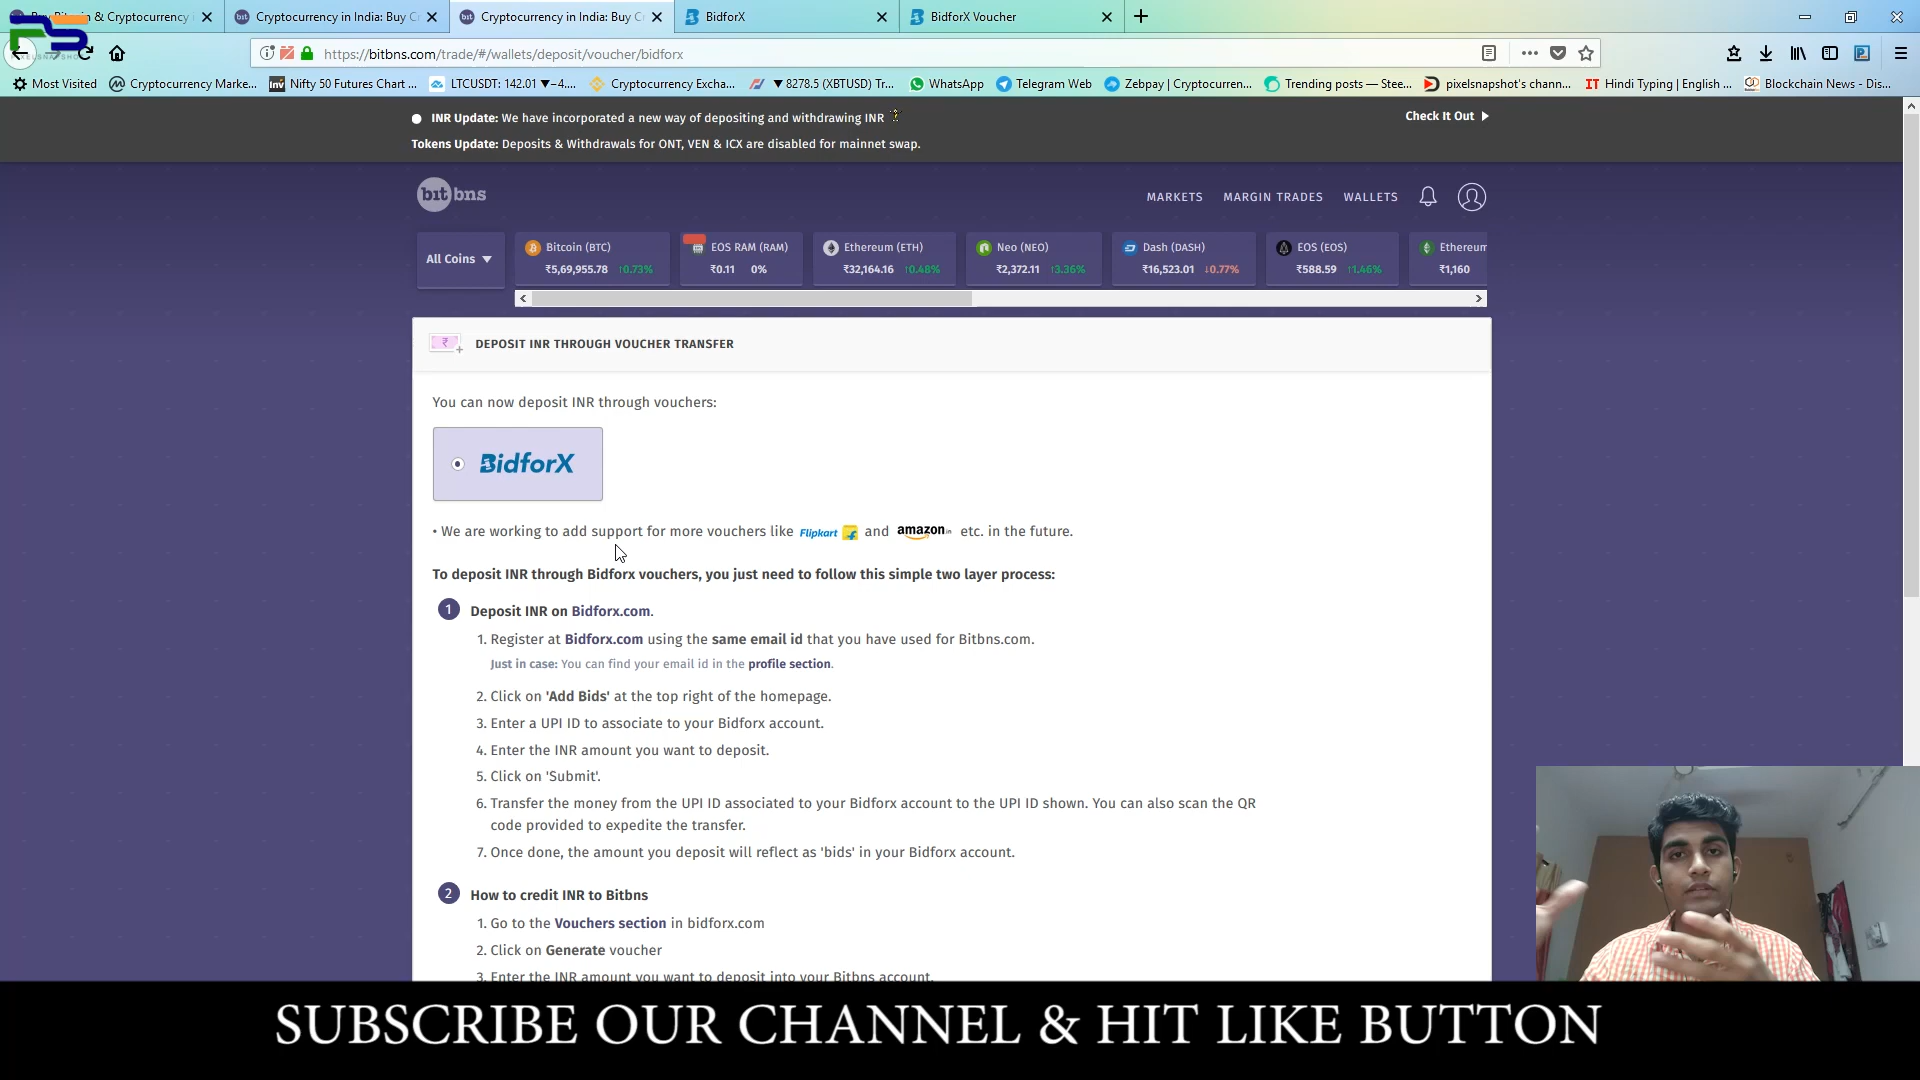 Cryptocurrency in India: Buy C
Cryptocurrency in India: Buy C
BidforX
BidforX Voucher
https://bitbns.com/trade/#/wallets/deposit/voucher/bidforx
Most Visited
Cryptocurrency Marke...
Nifty 50 Futures Chart ...
LTCUSDT: 142.01 ▼−4....
Cryptocurrency Excha...
▼ 8278.5 (XBTUSD) Tr...
WhatsApp
Telegram Web
Zebpay | Cryptocurren...
Trending posts — Stee...
pixelsnapshot's chann...
Hindi Typing | English ...
Blockchain News - Dis...
INR Update: We have incorporated a new way of depositing and withdrawing INR
Check It Out
Tokens Update: Deposits & Withdrawals for ONT, VEN & ICX are disabled for mainnet swap.
bitbns
MARKETS
MARGIN TRADES
WALLETS
All Coins
Bitcoin (BTC)
₹5,69,955.78 ↑0.73%
EOS RAM (RAM)
₹0.11 0%
Ethereum (ETH)
₹32,164.16 ↑0.48%
Neo (NEO)
₹2,372.11 ↑3.36%
Dash (DASH)
₹16,523.01 ↓0.77%
EOS (EOS)
₹588.59 ↑1.46%
Ethereum
₹1,160
DEPOSIT INR THROUGH VOUCHER TRANSFER
You can now deposit INR through vouchers:
BidforX
• We are working to add support for more vouchers like Flipkart and amazon.in etc. in the future.
To deposit INR through Bidforx vouchers, you just need to follow this simple two layer process:
1 Deposit INR on Bidforx.com.
1. Register at Bidforx.com using the same email id that you have used for Bitbns.com.
Just in case: You can find your email id in the profile section.
2. Click on 'Add Bids' at the top right of the homepage.
3. Enter a UPI ID to associate to your Bidforx account.
4. Enter the INR amount you want to deposit.
5. Click on 'Submit'.
6. Transfer the money from the UPI ID associated to your Bidforx account to the UPI ID shown. You can also scan the QR
code provided to expedite the transfer.
7. Once done, the amount you deposit will reflect as 'bids' in your Bidforx account.
2 How to credit INR to Bitbns
1. Go to the Vouchers section in bidforx.com
2. Click on Generate voucher
3. Enter the INR amount you want to deposit into your Bitbns account.
SUBSCRIBE OUR CHANNEL & HIT LIKE BUTTON